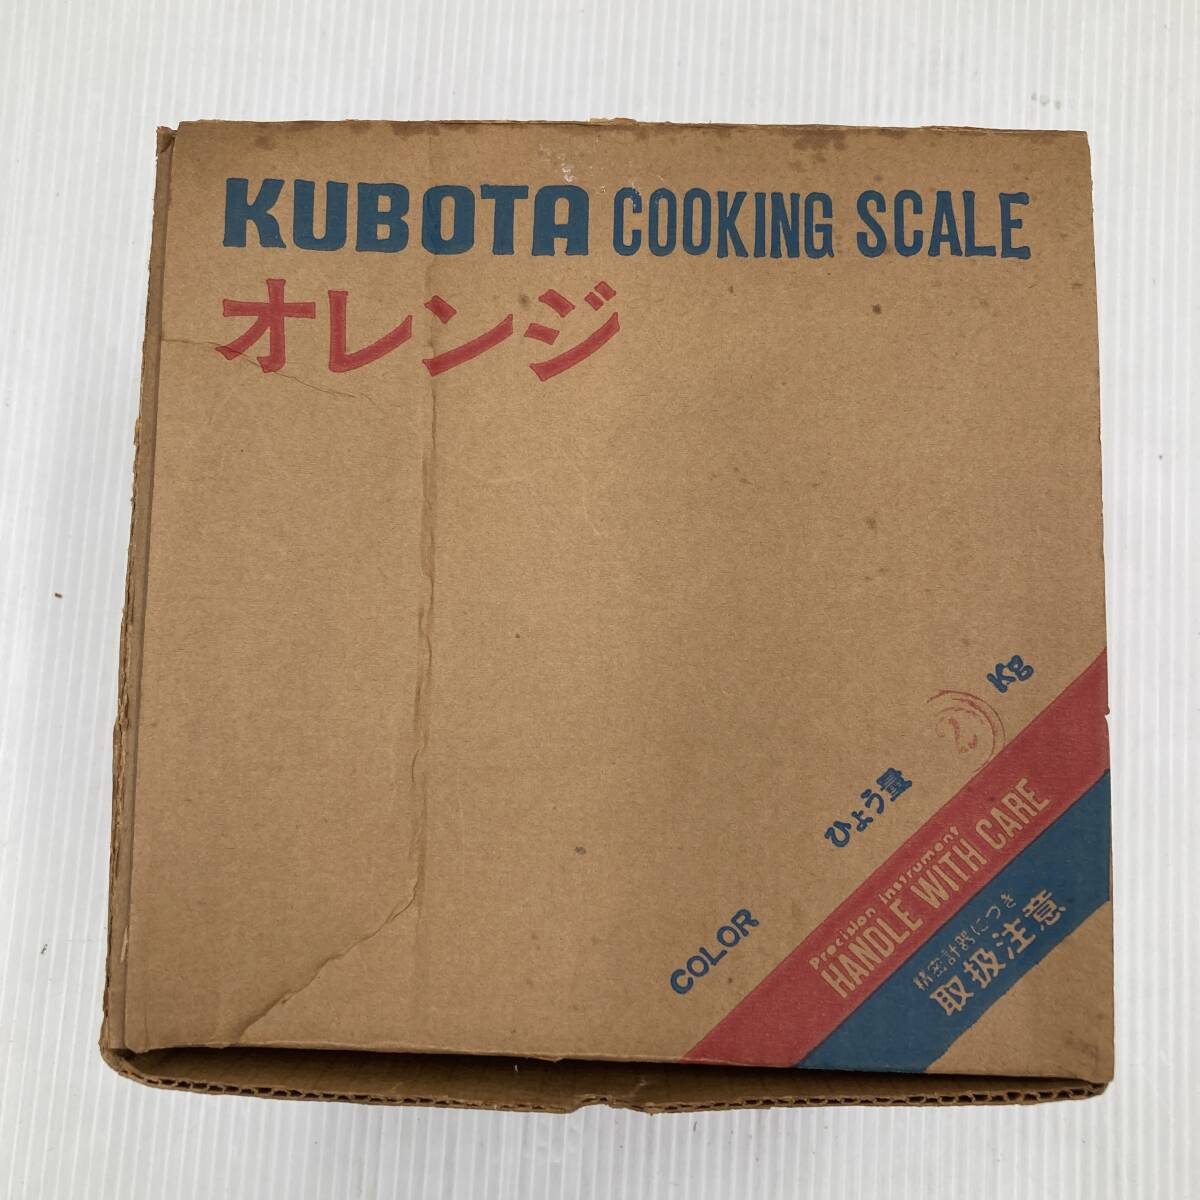 KUBOTA COOKING SCALE
オレンジ
ひょう量 2 Kg
COLOR
Precision instrument
HANDLE WITH CARE
精密計器につき
取扱注意